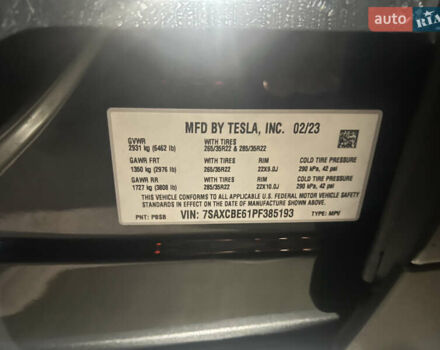 auto RIA
MFD BY TESLA, INC. 02/23
GVWR WITH TIRES
2931 kg (6462 lb) 265/35R22 & 285/35R22
GAWR FRT WITH TIRES RIM COLD TIRE PRESSURE
1350 kg (2976 lb) 265/35R22 22X9.0J 290 kPa, 42 psi
GAWR RR WITH TIRES RIM COLD TIRE PRESSURE
1727 kg (3808 lb) 285/35R22 22X10.0J 290 kPa, 42 psi
THIS VEHICLE CONFORMS TO ALL APPLICABLE U.S. FEDERAL MOTOR VEHICLE
SAFETY STANDARDS IN EFFECT ON THE DATE OF MANUFACTURE SHOWN ABOVE.
PNT: PBSB VIN: 7SAXCBE61PF385193 TYPE: MPV